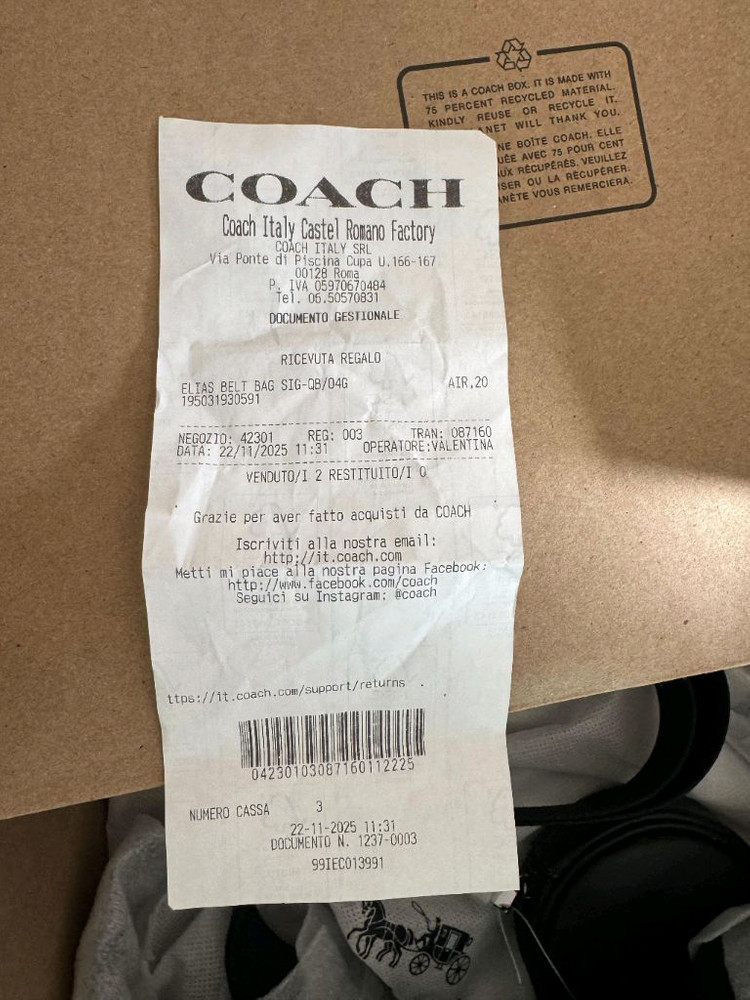 THIS IS A COACH BOX. IT IS MADE WITH
75 PERCENT RECYCLED MATERIAL.
KINDLY REUSE OR RECYCLE IT.
WILL THANK YOU.
BOÎTE COACH. ELLE
AVEC 75 POUR CENT
RÉCUPÉRÉS. VEUILLEZ
OU LA RÉCUPÉRER.
VOUS REMERCIERA.
COACH
Coach Italy Castel Romano Factory
COACH ITALY SRL
Via Ponte di Piscina Cupa U.166-167
00128 Roma
P. IVA 05970670484
Tel. 06.50570831
DOCUMENTO GESTIONALE
RICEVUTA REGALO
ELIAS BELT BAG SIG-QB/04G AIR,20
195031930591
NEGOZIO: 42301 REG: 003 TRAN: 087160
DATA: 22/11/2025 11:31 OPERATORE:VALENTINA
VENDUTO/I 2 RESTITUITO/I 0
Grazie per aver fatto acquisti da COACH
Iscriviti alla nostra email:
http://it.coach.com
Metti mi piace alla nostra pagina Facebook:
http://www.facebook.com/coach
Seguici su Instagram: @coach
ttps://it.coach.com/support/returns .
04230103087160112225
NUMERO CASSA 3
22-11-2025 11:31
DOCUMENTO N. 1237-0003
99IEC013991